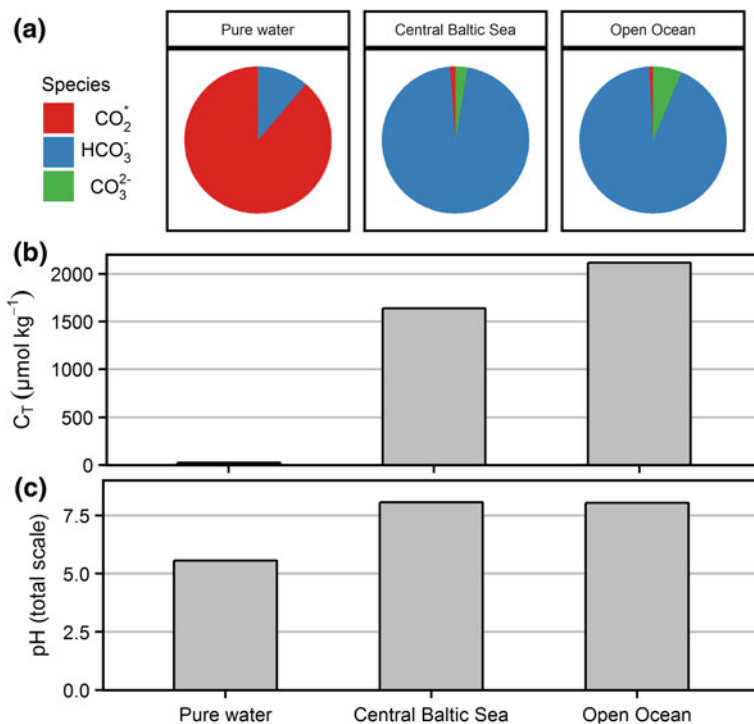 (a)
Pure water
Central Baltic Sea
Open Ocean
Species
CO₂*
HCO₃⁻
CO₃²⁻
(b)
2000
1500
1000
500
0
C_T (µmol kg⁻¹)
(c)
7.5
5.0
2.5
0.0
pH (total scale)
Pure water
Central Baltic Sea
Open Ocean